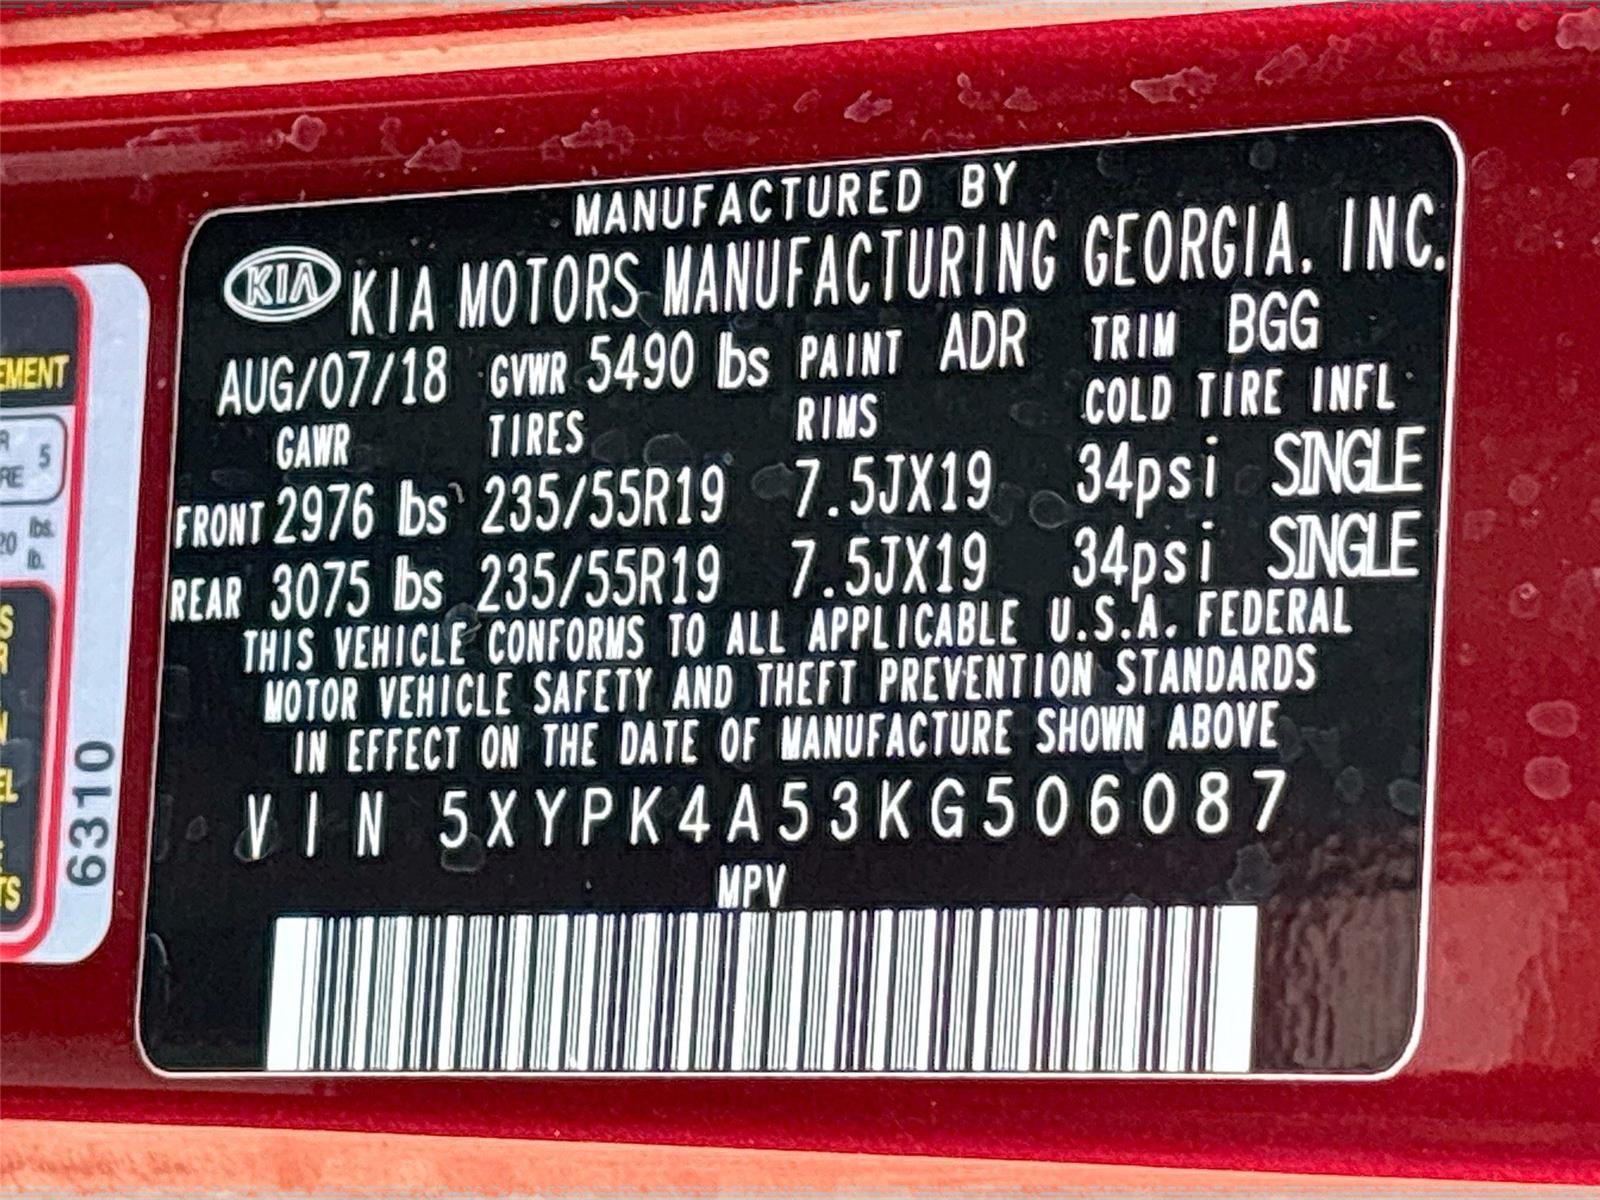 MANUFACTURED BY
KIA KIA MOTORS MANUFACTURING GEORGIA, INC.
AUG/07/18 GVWR 5490 lbs PAINT ADR TRIM BGG
GAWR TIRES RIMS COLD TIRE INFL
FRONT 2976 lbs 235/55R19 7.5JX19 34psi SINGLE
REAR 3075 lbs 235/55R19 7.5JX19 34psi SINGLE
THIS VEHICLE CONFORMS TO ALL APPLICABLE U.S.A. FEDERAL
MOTOR VEHICLE SAFETY AND THEFT PREVENTION STANDARDS
IN EFFECT ON THE DATE OF MANUFACTURE SHOWN ABOVE
VIN 5XYPK4A53KG506087
MPV
6310
5
lbs.
lb.